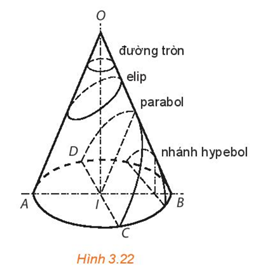 O
đường tròn
elip
parabol
D
nhánh hypebol
A
I
B
C
Hình 3.22